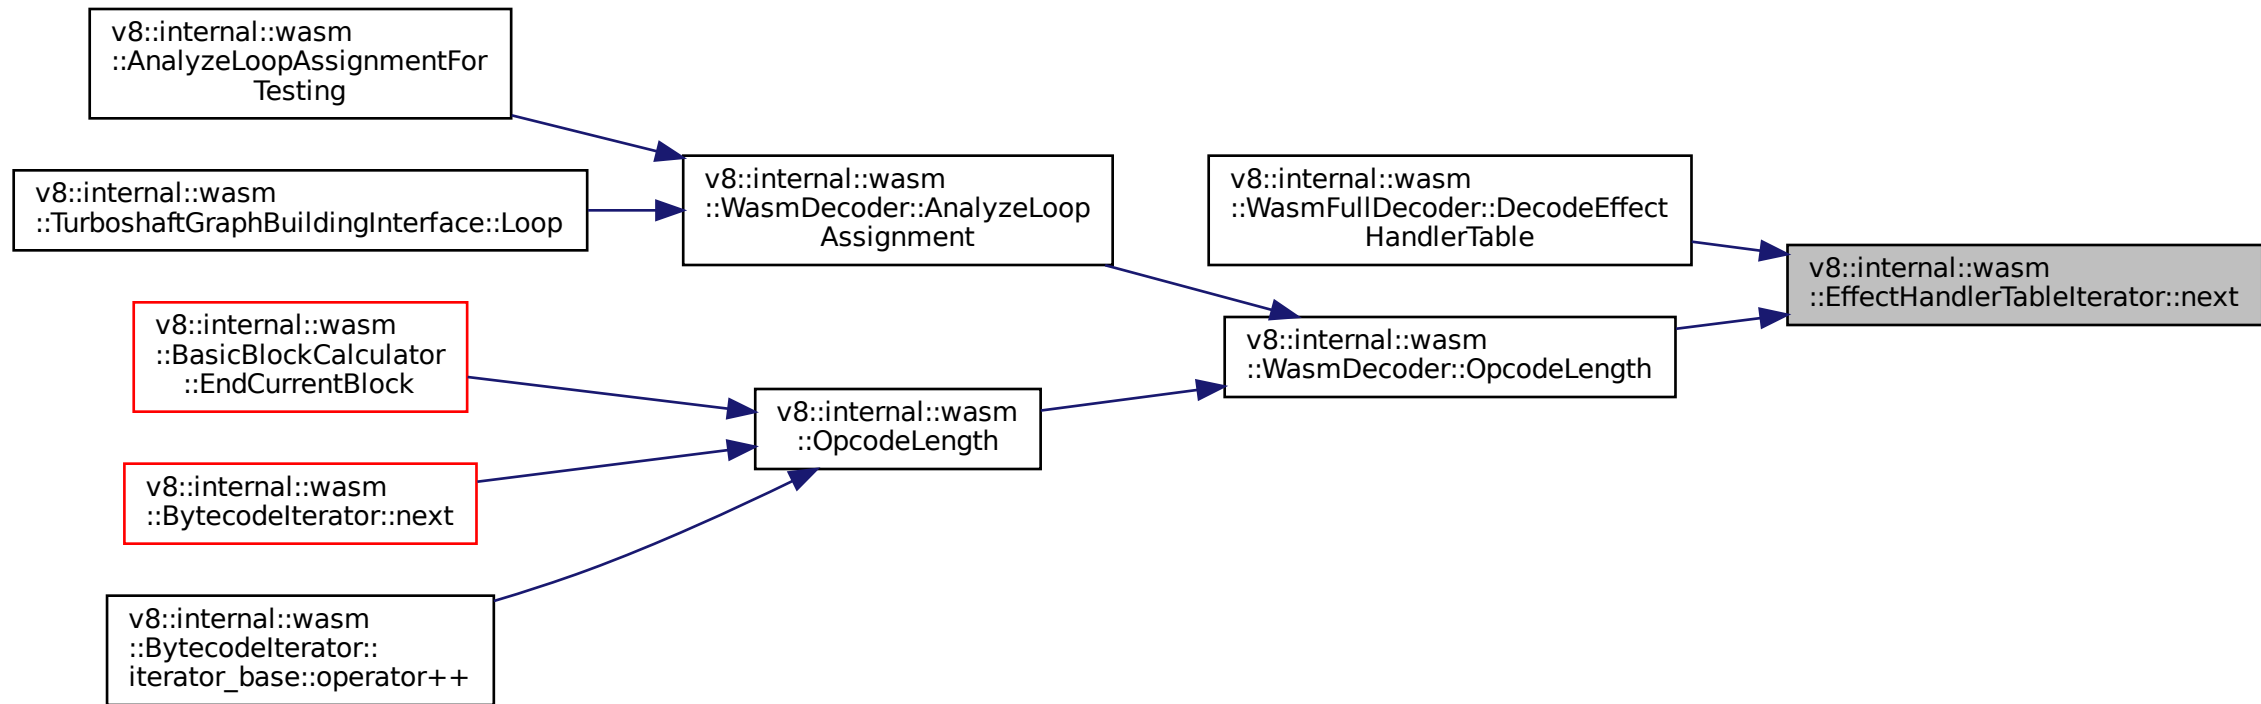 v8::internal::wasm
::AnalyzeLoopAssignmentFor
Testing
v8::internal::wasm
::TurboshaftGraphBuildingInterface::Loop
v8::internal::wasm
::WasmDecoder::AnalyzeLoop
Assignment
v8::internal::wasm
::WasmFullDecoder::DecodeEffect
HandlerTable
v8::internal::wasm
::EffectHandlerTableIterator::next
v8::internal::wasm
::BasicBlockCalculator
::EndCurrentBlock
v8::internal::wasm
::OpcodeLength
v8::internal::wasm
::WasmDecoder::OpcodeLength
v8::internal::wasm
::BytecodeIterator::next
v8::internal::wasm
::BytecodeIterator::
iterator_base::operator++